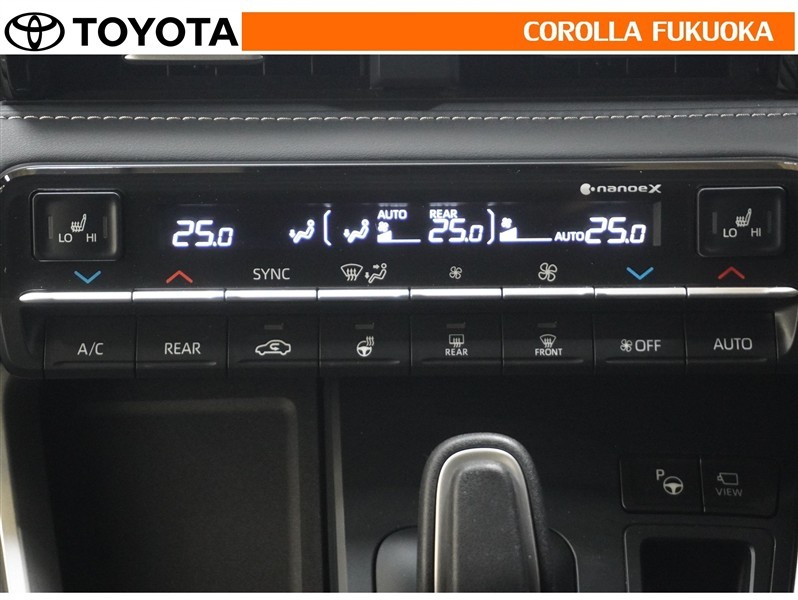 TOYOTA
COROLLA FUKUOKA
nanoeX
LO HI
25.0
AUTO
REAR
25.0
AUTO 25.0
LO HI
SYNC
A/C
REAR
REAR
FRONT
OFF
AUTO
P
VIEW